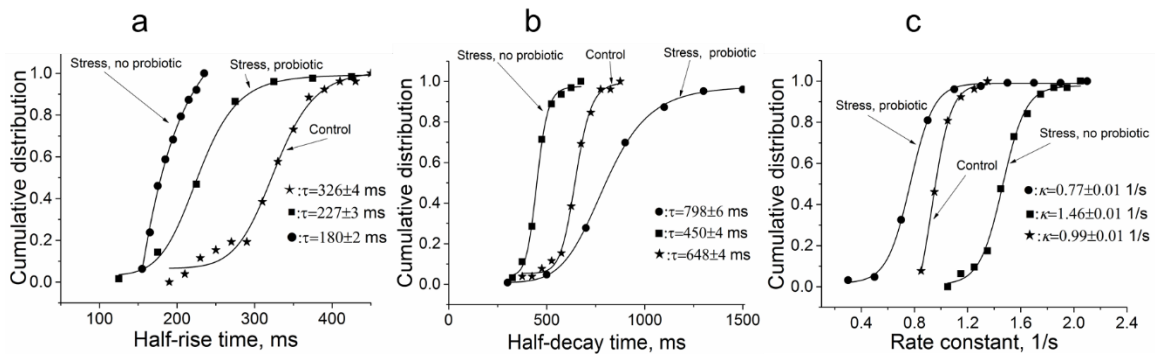 a
Cumulative distribution
1.0
0.8
0.6
0.4
0.2
0.0
Stress, no probiotic
Stress, probiotic
Control
★:τ=326±4 ms
■:τ=227±3 ms
●:τ=180±2 ms
100
200
300
400
Half-rise time, ms
b
Cumulative distribution
1.0
0.8
0.6
0.4
0.2
0.0
Stress, no probiotic
Control
Stress, probiotic
●:τ=798±6 ms
■:τ=450±4 ms
★:τ=648±4 ms
0
500
1000
1500
Half-decay time, ms
c
Cumulative distribution
1.0
0.8
0.6
0.4
0.2
0.0
Stress, probiotic
Stress, no probiotic
Control
●:κ=0.77±0.01 1/s
■:κ=1.46±0.01 1/s
★:κ=0.99±0.01 1/s
0.4
0.8
1.2
1.6
2.0
2.4
Rate constant, 1/s